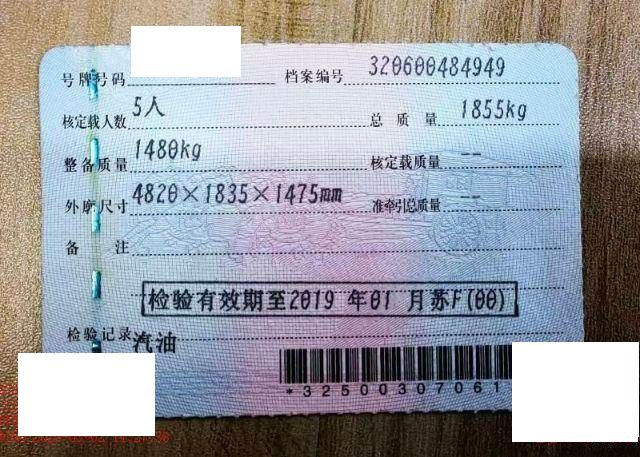 号牌号码 档案编号 320600484949
核定载人数 5人 总质量 1855kg
整备质量 1480kg 核定载质量 --
外廓尺寸 4820×1835×1475mm 准牵引总质量 --
备注
检验有效期至2019年01月苏F(00)
检验记录 汽油
*32500307061